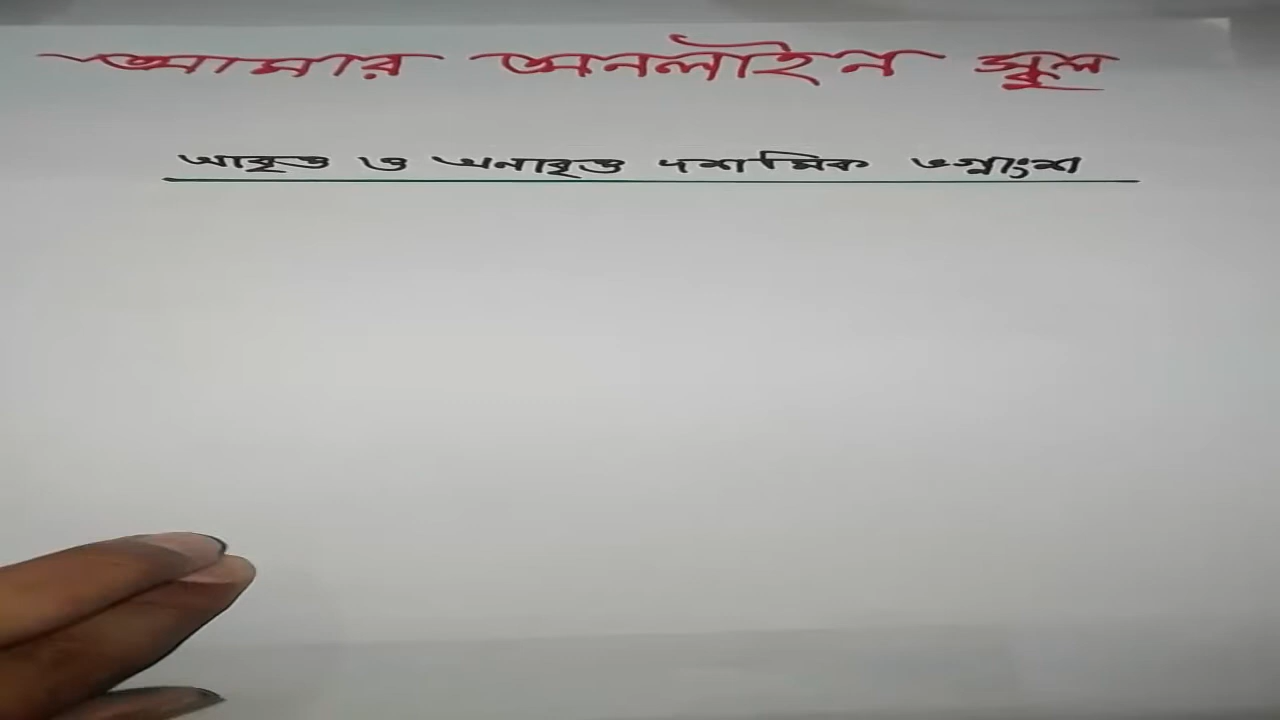 আমার অনলাইন স্কুল
আবৃত্ত ও অনাবৃত্ত দশমিক ভগ্নাংশ